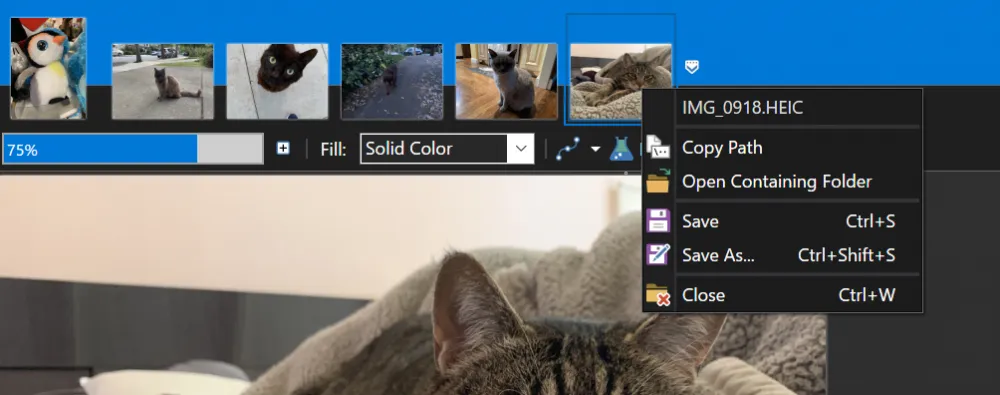 IMG_0918.HEIC
75%
Fill:
Solid Color
Copy Path
Open Containing Folder
Save Ctrl+S
Save As... Ctrl+Shift+S
Close Ctrl+W